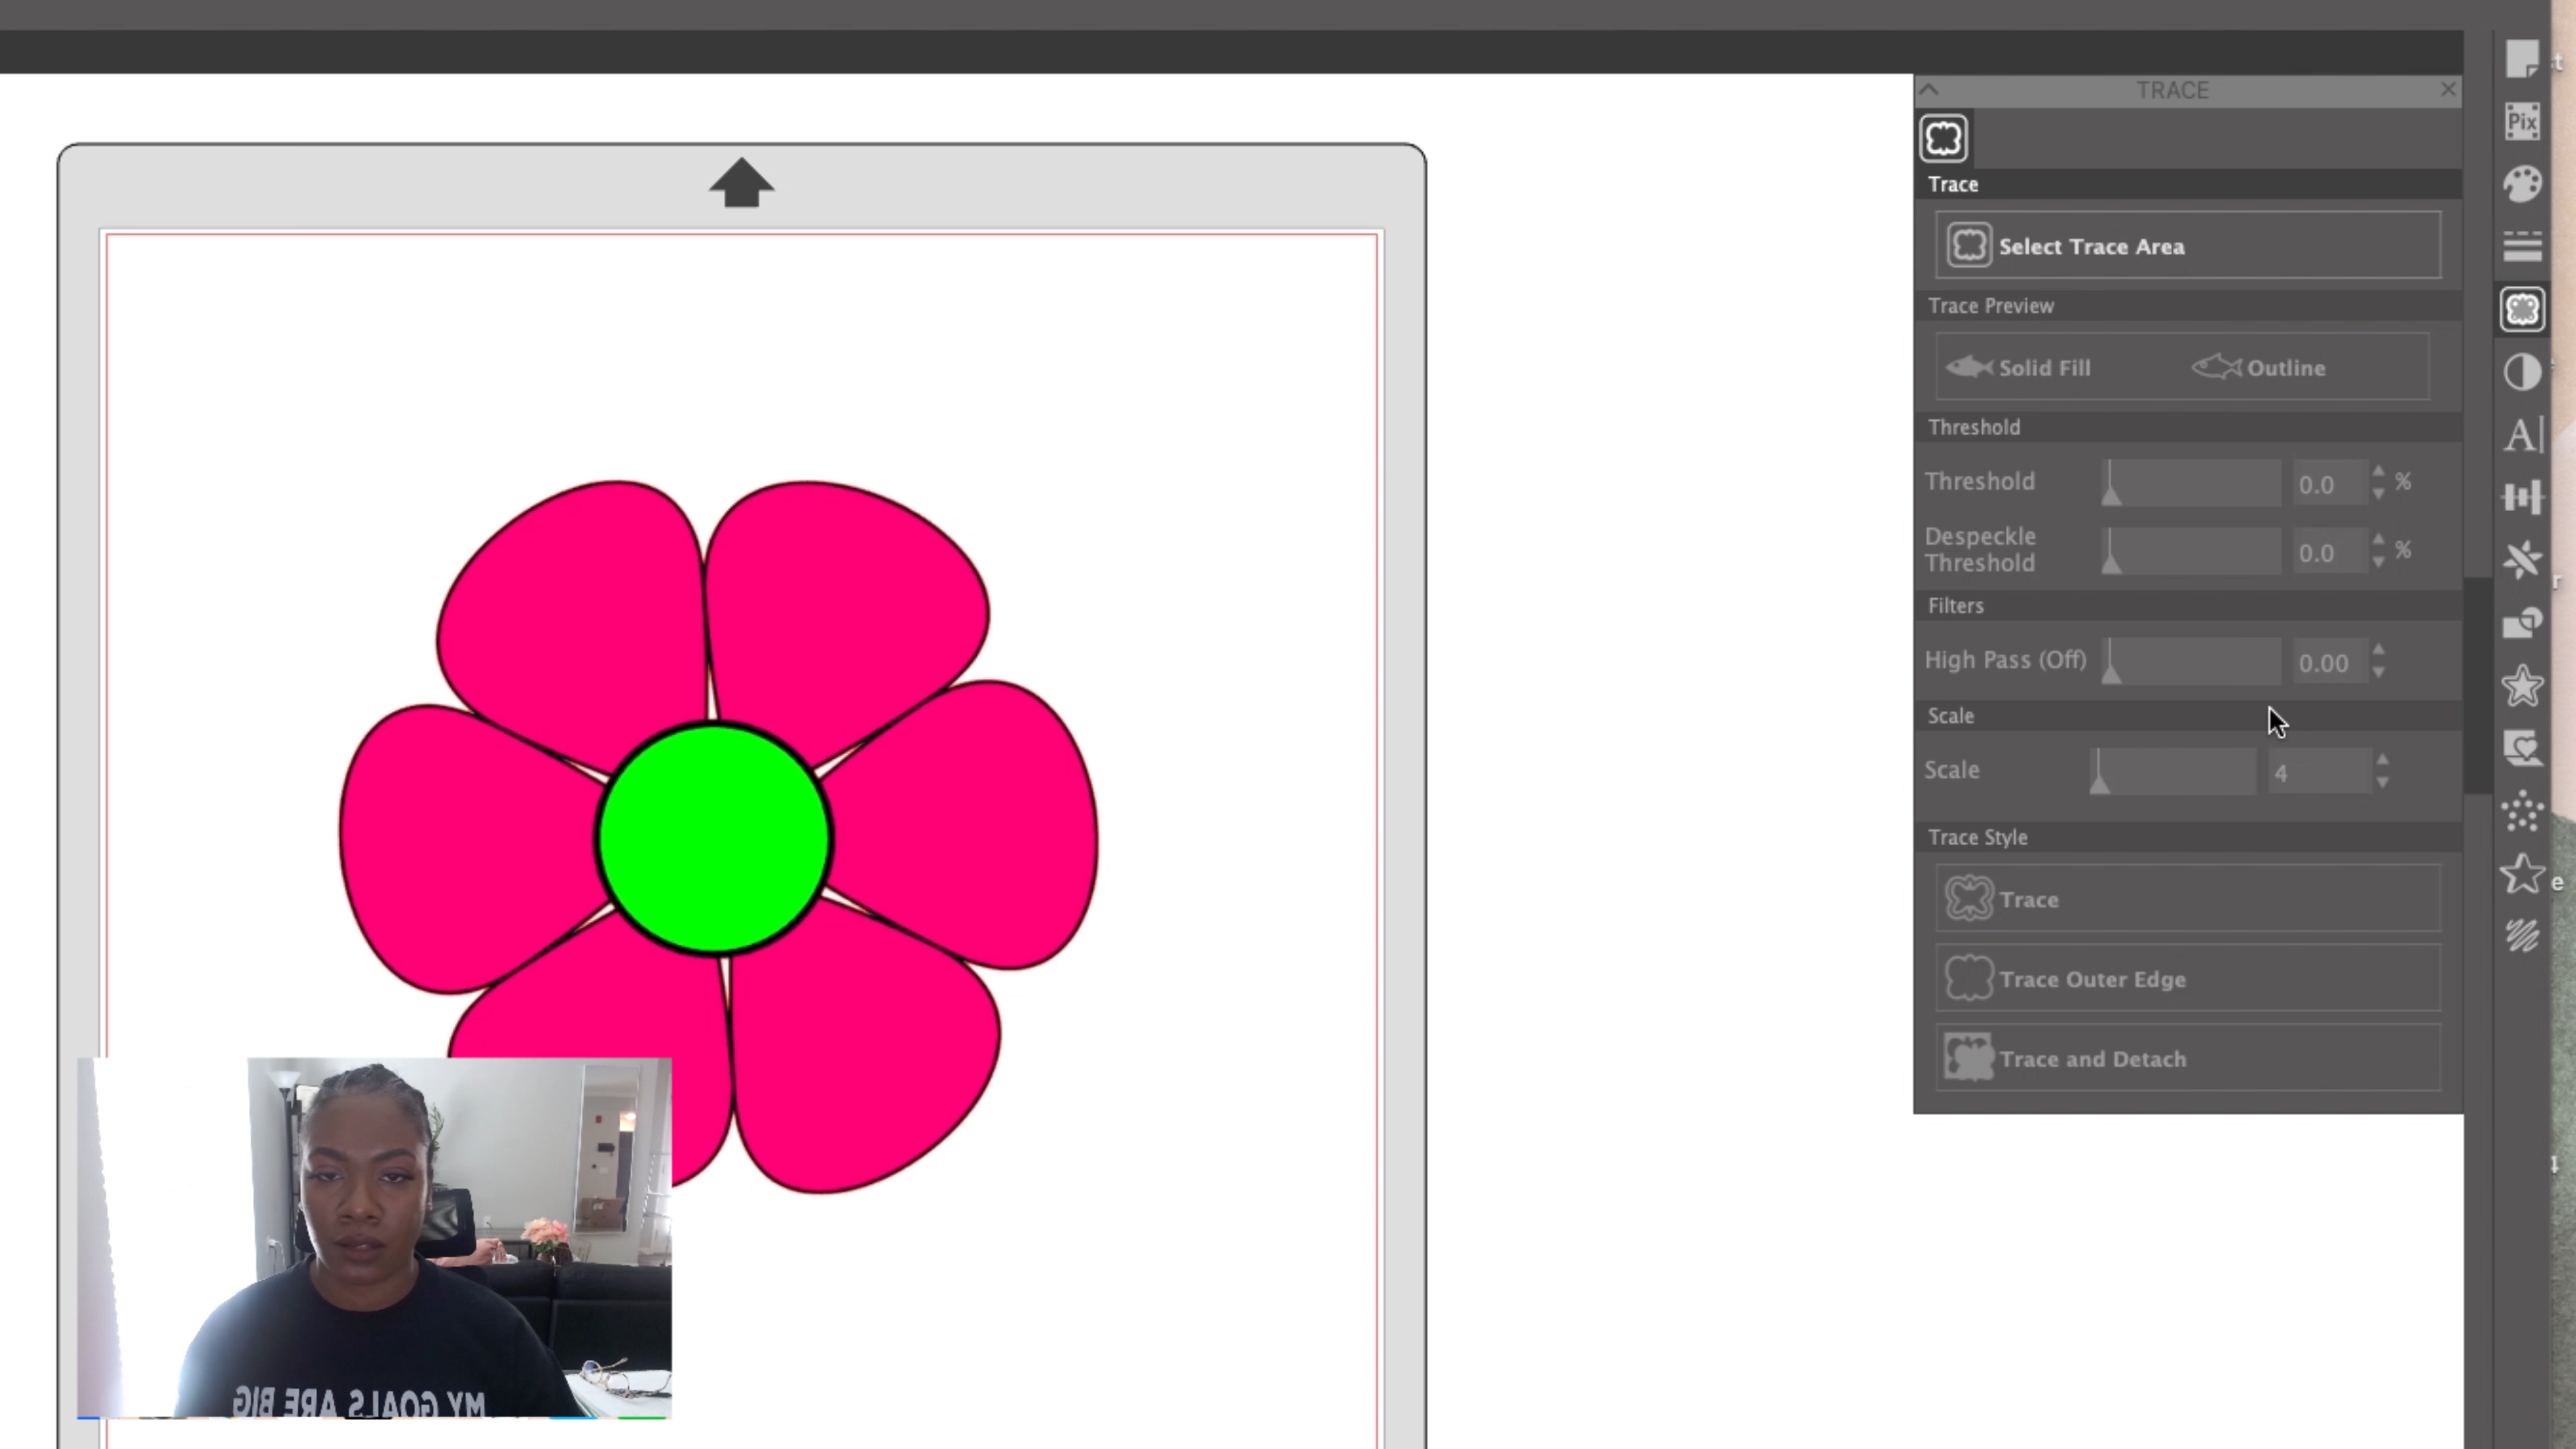 TRACE
Trace
Select Trace Area
Trace Preview
Solid Fill Outline
Threshold
Threshold 0.0 %
Despeckle
Threshold 0.0 %
Filters
High Pass (Off) 0.00
Scale
Scale 4
Trace Style
Trace
Trace Outer Edge
Trace and Detach
Pix
A
t
r
e
4
MY GOALS ARE BIG